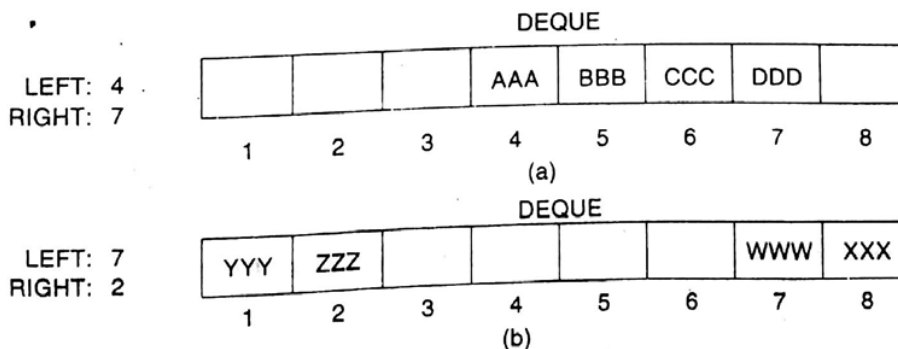 DEQUE
LEFT: 4
RIGHT: 7
AAA BBB CCC DDD
1 2 3 4 5 6 7 8
(a)
DEQUE
LEFT: 7
RIGHT: 2
YYY ZZZ WWW XXX
1 2 3 4 5 6 7 8
(b)